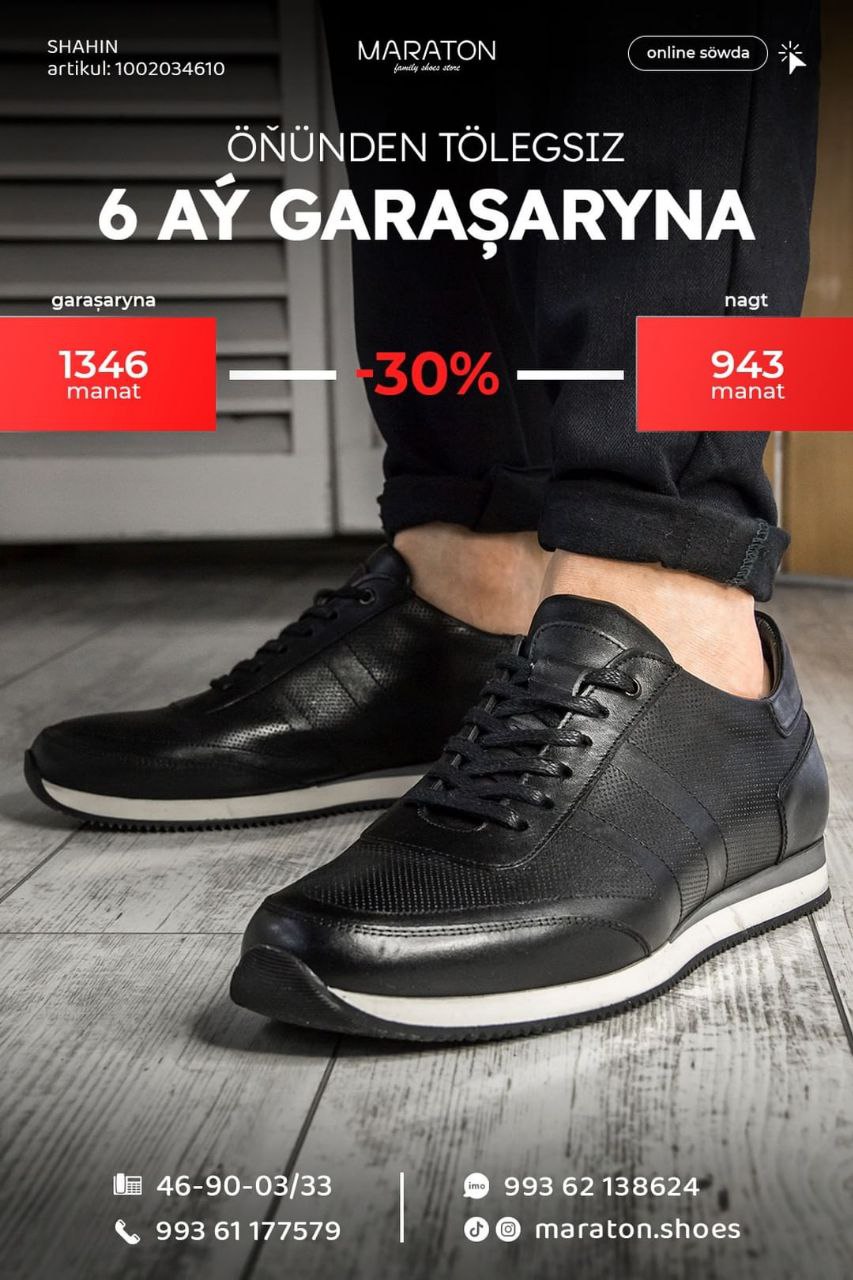 SHAHIN
artikul: 1002034610
MARATON
family shoes store
online söwda
ÖŇÜNDEN TÖLEGSIZ
6 AÝ GARAŞARYNA
garaşaryna
1346
manat
-30%
nagt
943
manat
46-90-03/33
993 61 177579
imo
993 62 138624
maraton.shoes